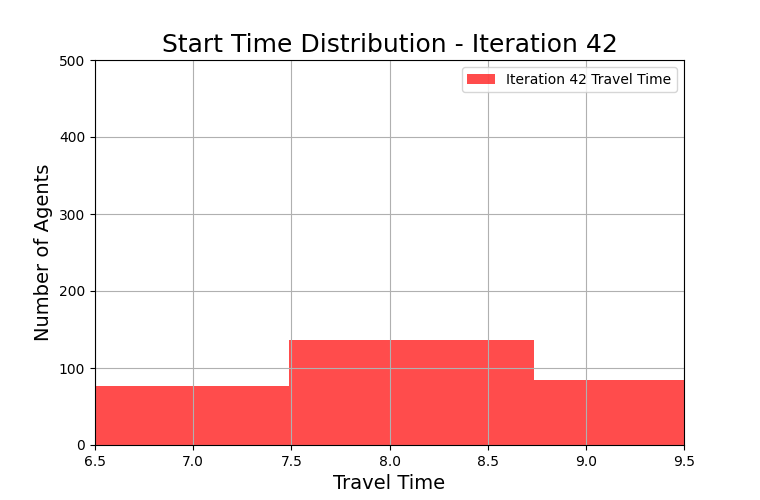 Start Time Distribution - Iteration 42
Iteration 42 Travel Time
Number of Agents
500
400
300
200
100
0
6.5 7.0 7.5 8.0 8.5 9.0 9.5
Travel Time